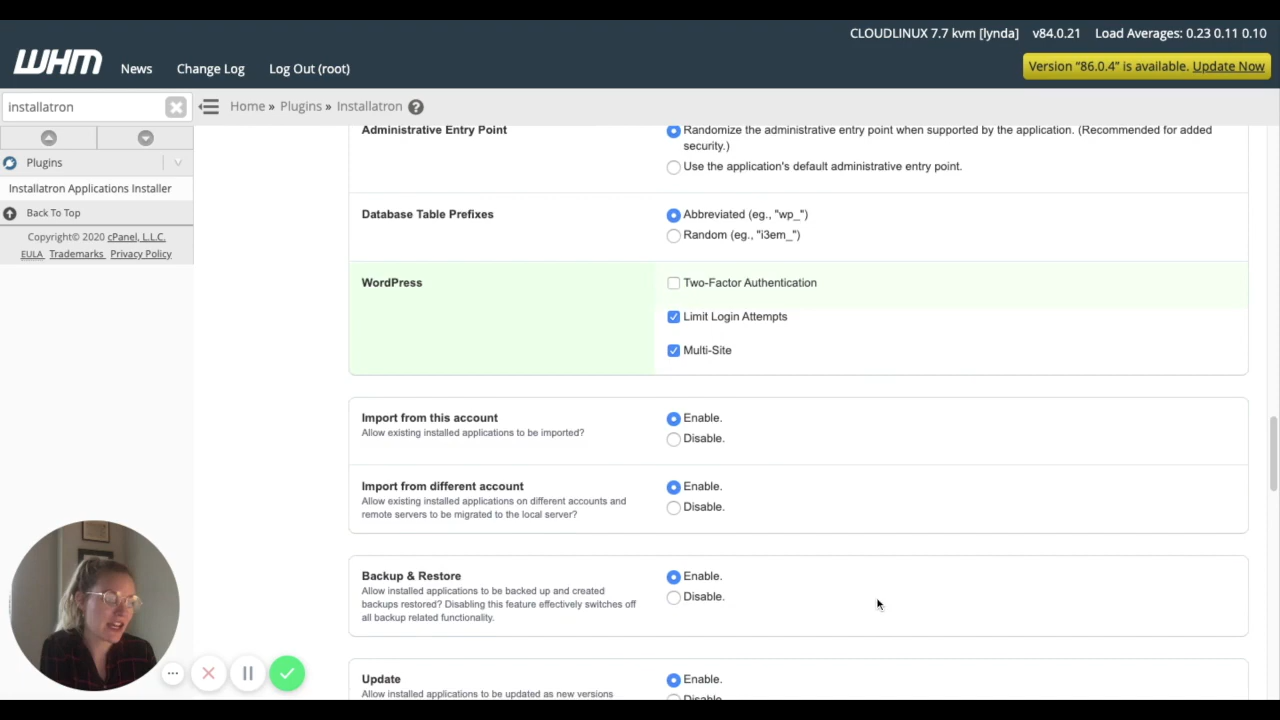 CLOUDLINUX 7.7 kvm [lynda] v84.0.21 Load Averages: 0.23 0.11 0.10
WHM News Change Log Log Out (root)
Version "86.0.4" is available. Update Now
installatron
Home » Plugins » Installatron
Plugins
Installatron Applications Installer
Back To Top
Copyright© 2020 cPanel, L.L.C.
EULA Trademarks Privacy Policy
Administrative Entry Point
Randomize the administrative entry point when supported by the application. (Recommended for added
security.)
Use the application's default administrative entry point.
Database Table Prefixes
Abbreviated (eg., "wp_")
Random (eg., "i3em_")
WordPress
Two-Factor Authentication
Limit Login Attempts
Multi-Site
Import from this account
Allow existing installed applications to be imported?
Enable.
Disable.
Import from different account
Allow existing installed applications on different accounts and
remote servers to be migrated to the local server?
Enable.
Disable.
Backup & Restore
Allow installed applications to be backed up and created
backups restored? Disabling this feature effectively switches off
all backup related functionality.
Enable.
Disable.
Update
Allow installed applications to be updated as new versions
Enable.
Disable.